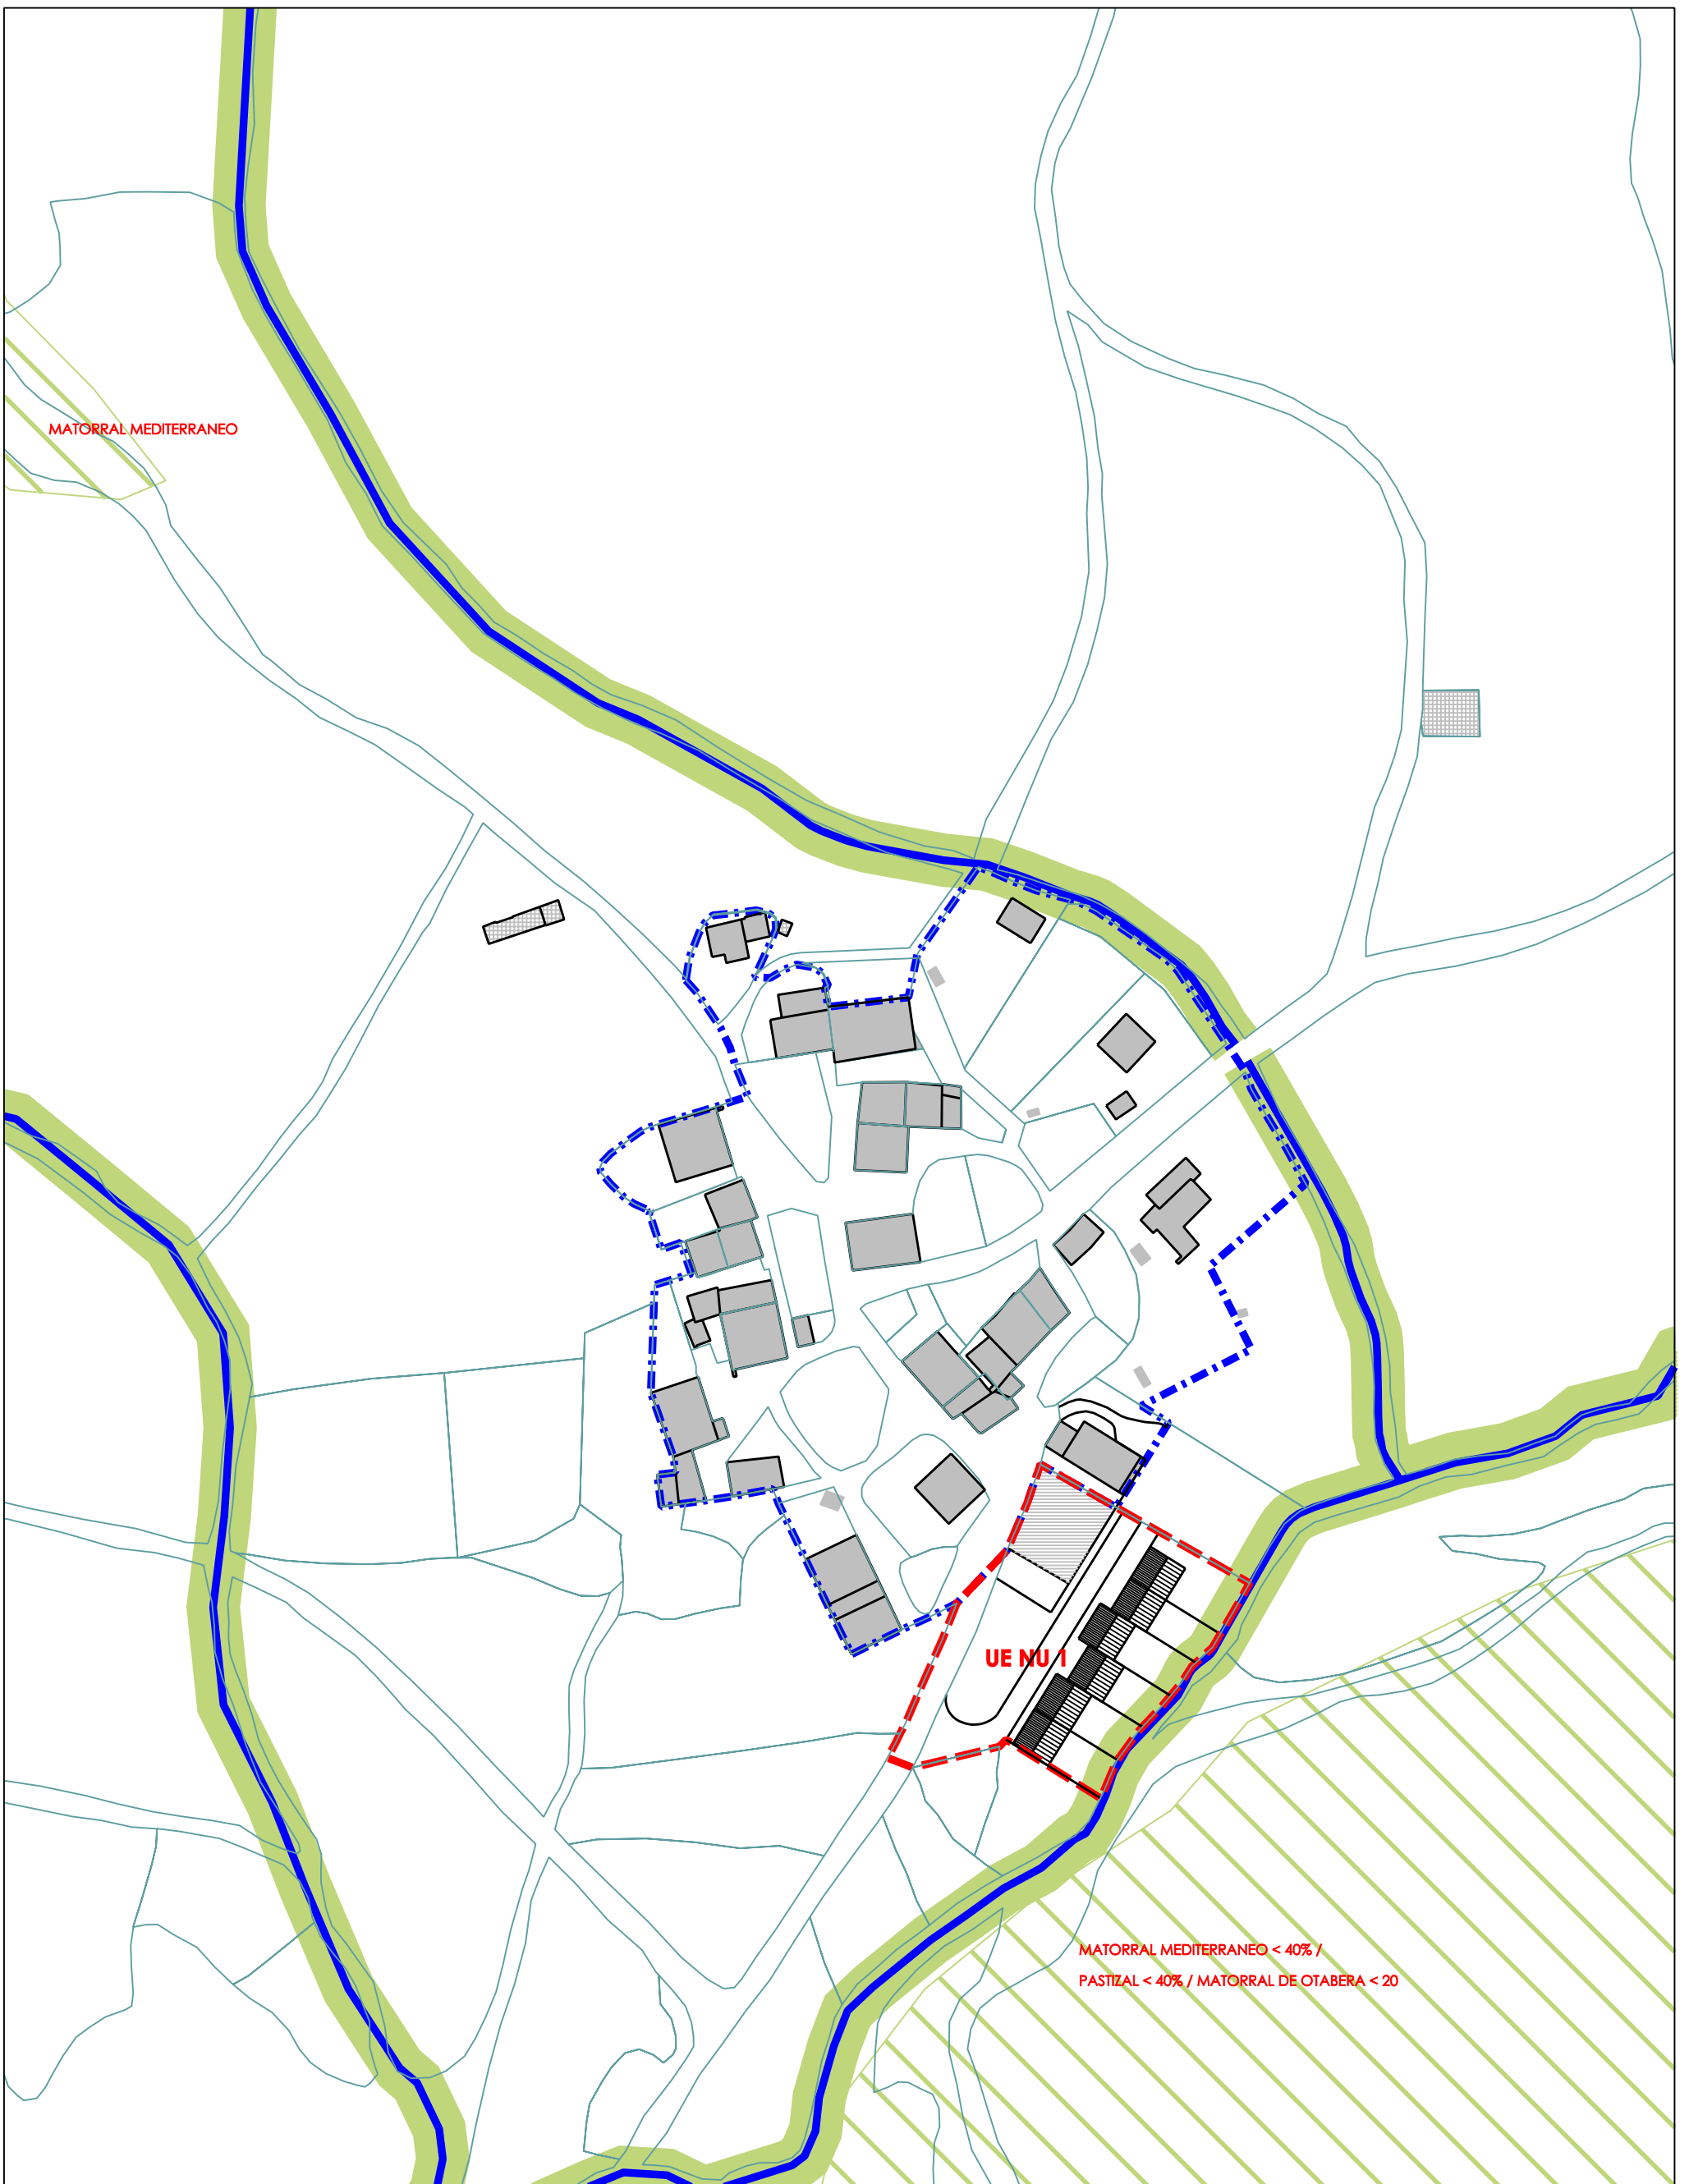 MATORRAL MEDITERRANEO
UE NU 1
MATORRAL MEDITERRANEO < 40% /
PASTIZAL < 40% / MATORRAL DE OTABERA < 20